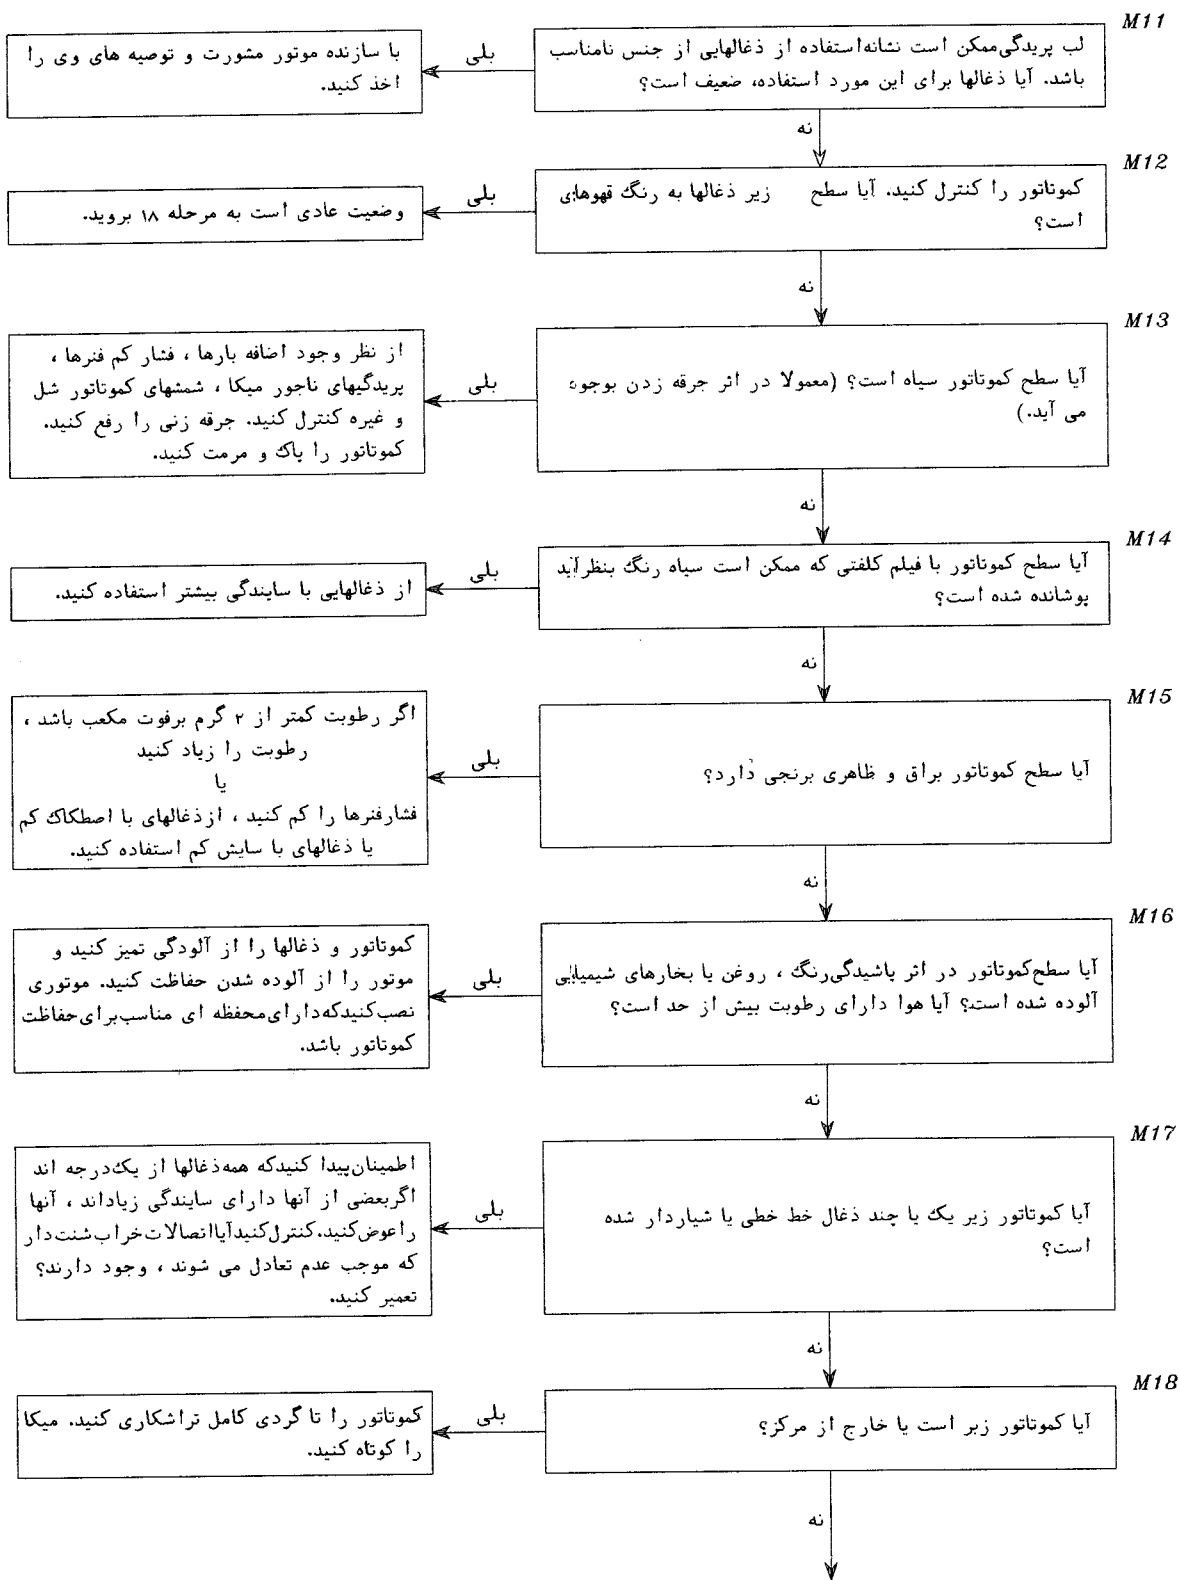 M11
لب پریدگی ممکن است نشانه استفاده از ذغالهایی از جنس نامناسب
باشد. آیا ذغالها برای این مورد استفاده، ضعیف است؟
بلی
با سازنده موتور مشورت و توصیه های وی را
اخذ کنید.
نه
M12
کموتاتور را کنترل کنید. آیا سطح زیر ذغالها به رنگ قهوهای
است؟
بلی
وضعیت عادی است به مرحله ۱۸ بروید.
نه
M13
آیا سطح کموتاتور سیاه است؟ (معمولا در اثر جرقه زدن بوجود
می آید.)
بلی
از نظر وجود اضافه بارها ، فشار کم فنرها ،
پریدگیهای ناجور میکا ، شمشهای کموتاتور شل
و غیره کنترل کنید. جرقه زنی را رفع کنید.
کموتاتور را پاک و مرمت کنید.
نه
M14
آیا سطح کموتاتور با فیلم کلفتی که ممکن است سیاه رنگ بنظر آید
پوشانده شده است؟
بلی
از ذغالهایی با سایندگی بیشتر استفاده کنید.
نه
M15
آیا سطح کموتاتور براق و ظاهری برنجی دارد؟
بلی
اگر رطوبت کمتر از ۲ گرم برفوت مکعب باشد ،
رطوبت را زیاد کنید
یا
فشارفنرها را کم کنید ، از ذغالهای با اصطکاک کم
یا ذغالهای با سایش کم استفاده کنید.
نه
M16
آیا سطح کموتاتور در اثر پاشیدگی رنگ ، روغن یا بخارهای شیمیایی
آلوده شده است؟ آیا هوا دارای رطوبت بیش از حد است؟
بلی
کموتاتور و ذغالها را از آلودگی تمیز کنید و
موتور را از آلوده شدن حفاظت کنید. موتوری
نصب کنید که دارای محفظه ای مناسب برای حفاظت
کموتاتور باشد.
نه
M17
آیا کموتاتور زیر یک یا چند ذغال خط خطی یا شیاردار شده
است؟
بلی
اطمینان پیدا کنید که همه ذغالها از یک درجه اند
اگر بعضی از آنها دارای سایندگی زیاداند ، آنها
را عوض کنید. کنترل کنید آیا اتصالات خراب شنت دار
که موجب عدم تعادل می شوند ، وجود دارند؟
تعمیر کنید.
نه
M18
آیا کموتاتور زبر است یا خارج از مرکز؟
بلی
کموتاتور را تا گردی کامل تراشکاری کنید. میکا
را کوتاه کنید.
نه